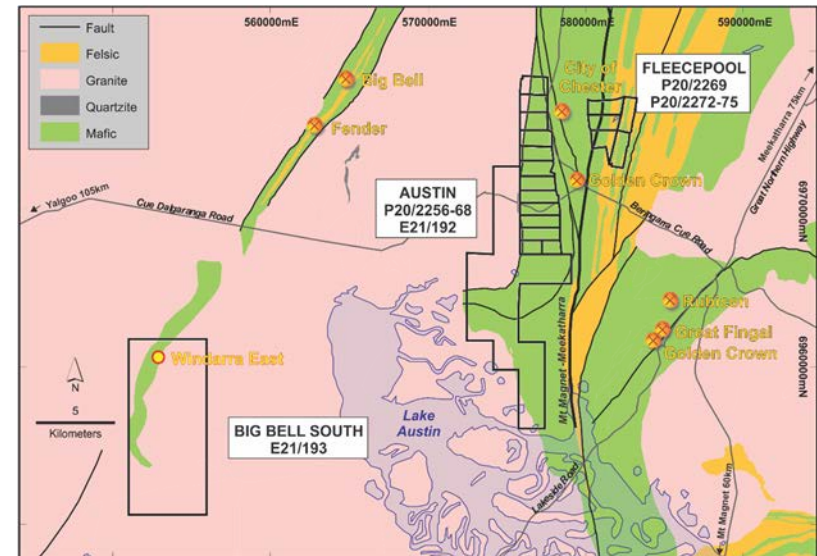 560000mE
570000mE
580000mE
590000mE
Fault
Felsic
Granite
Quartzite
Mafic
Big Bell
Fender
City of
Chester
FLEECEPOOL
P20/2269
P20/2272-75
Meekatharra 75km
Great Northern Highway
Golden Crown
AUSTIN
P20/2256-68
E21/192
Yalgoo 105km
Cue Dalgaranga Road
Beringarra Cue Road
6970000mN
Rubicon
Great Fingal
Golden Crown
Mt Magnet -Meekatharra
6960000mN
Windarra East
N
5
Kilometers
Lake
Austin
BIG BELL SOUTH
E21/193
Lakeside Road
Mt Magnet 60km